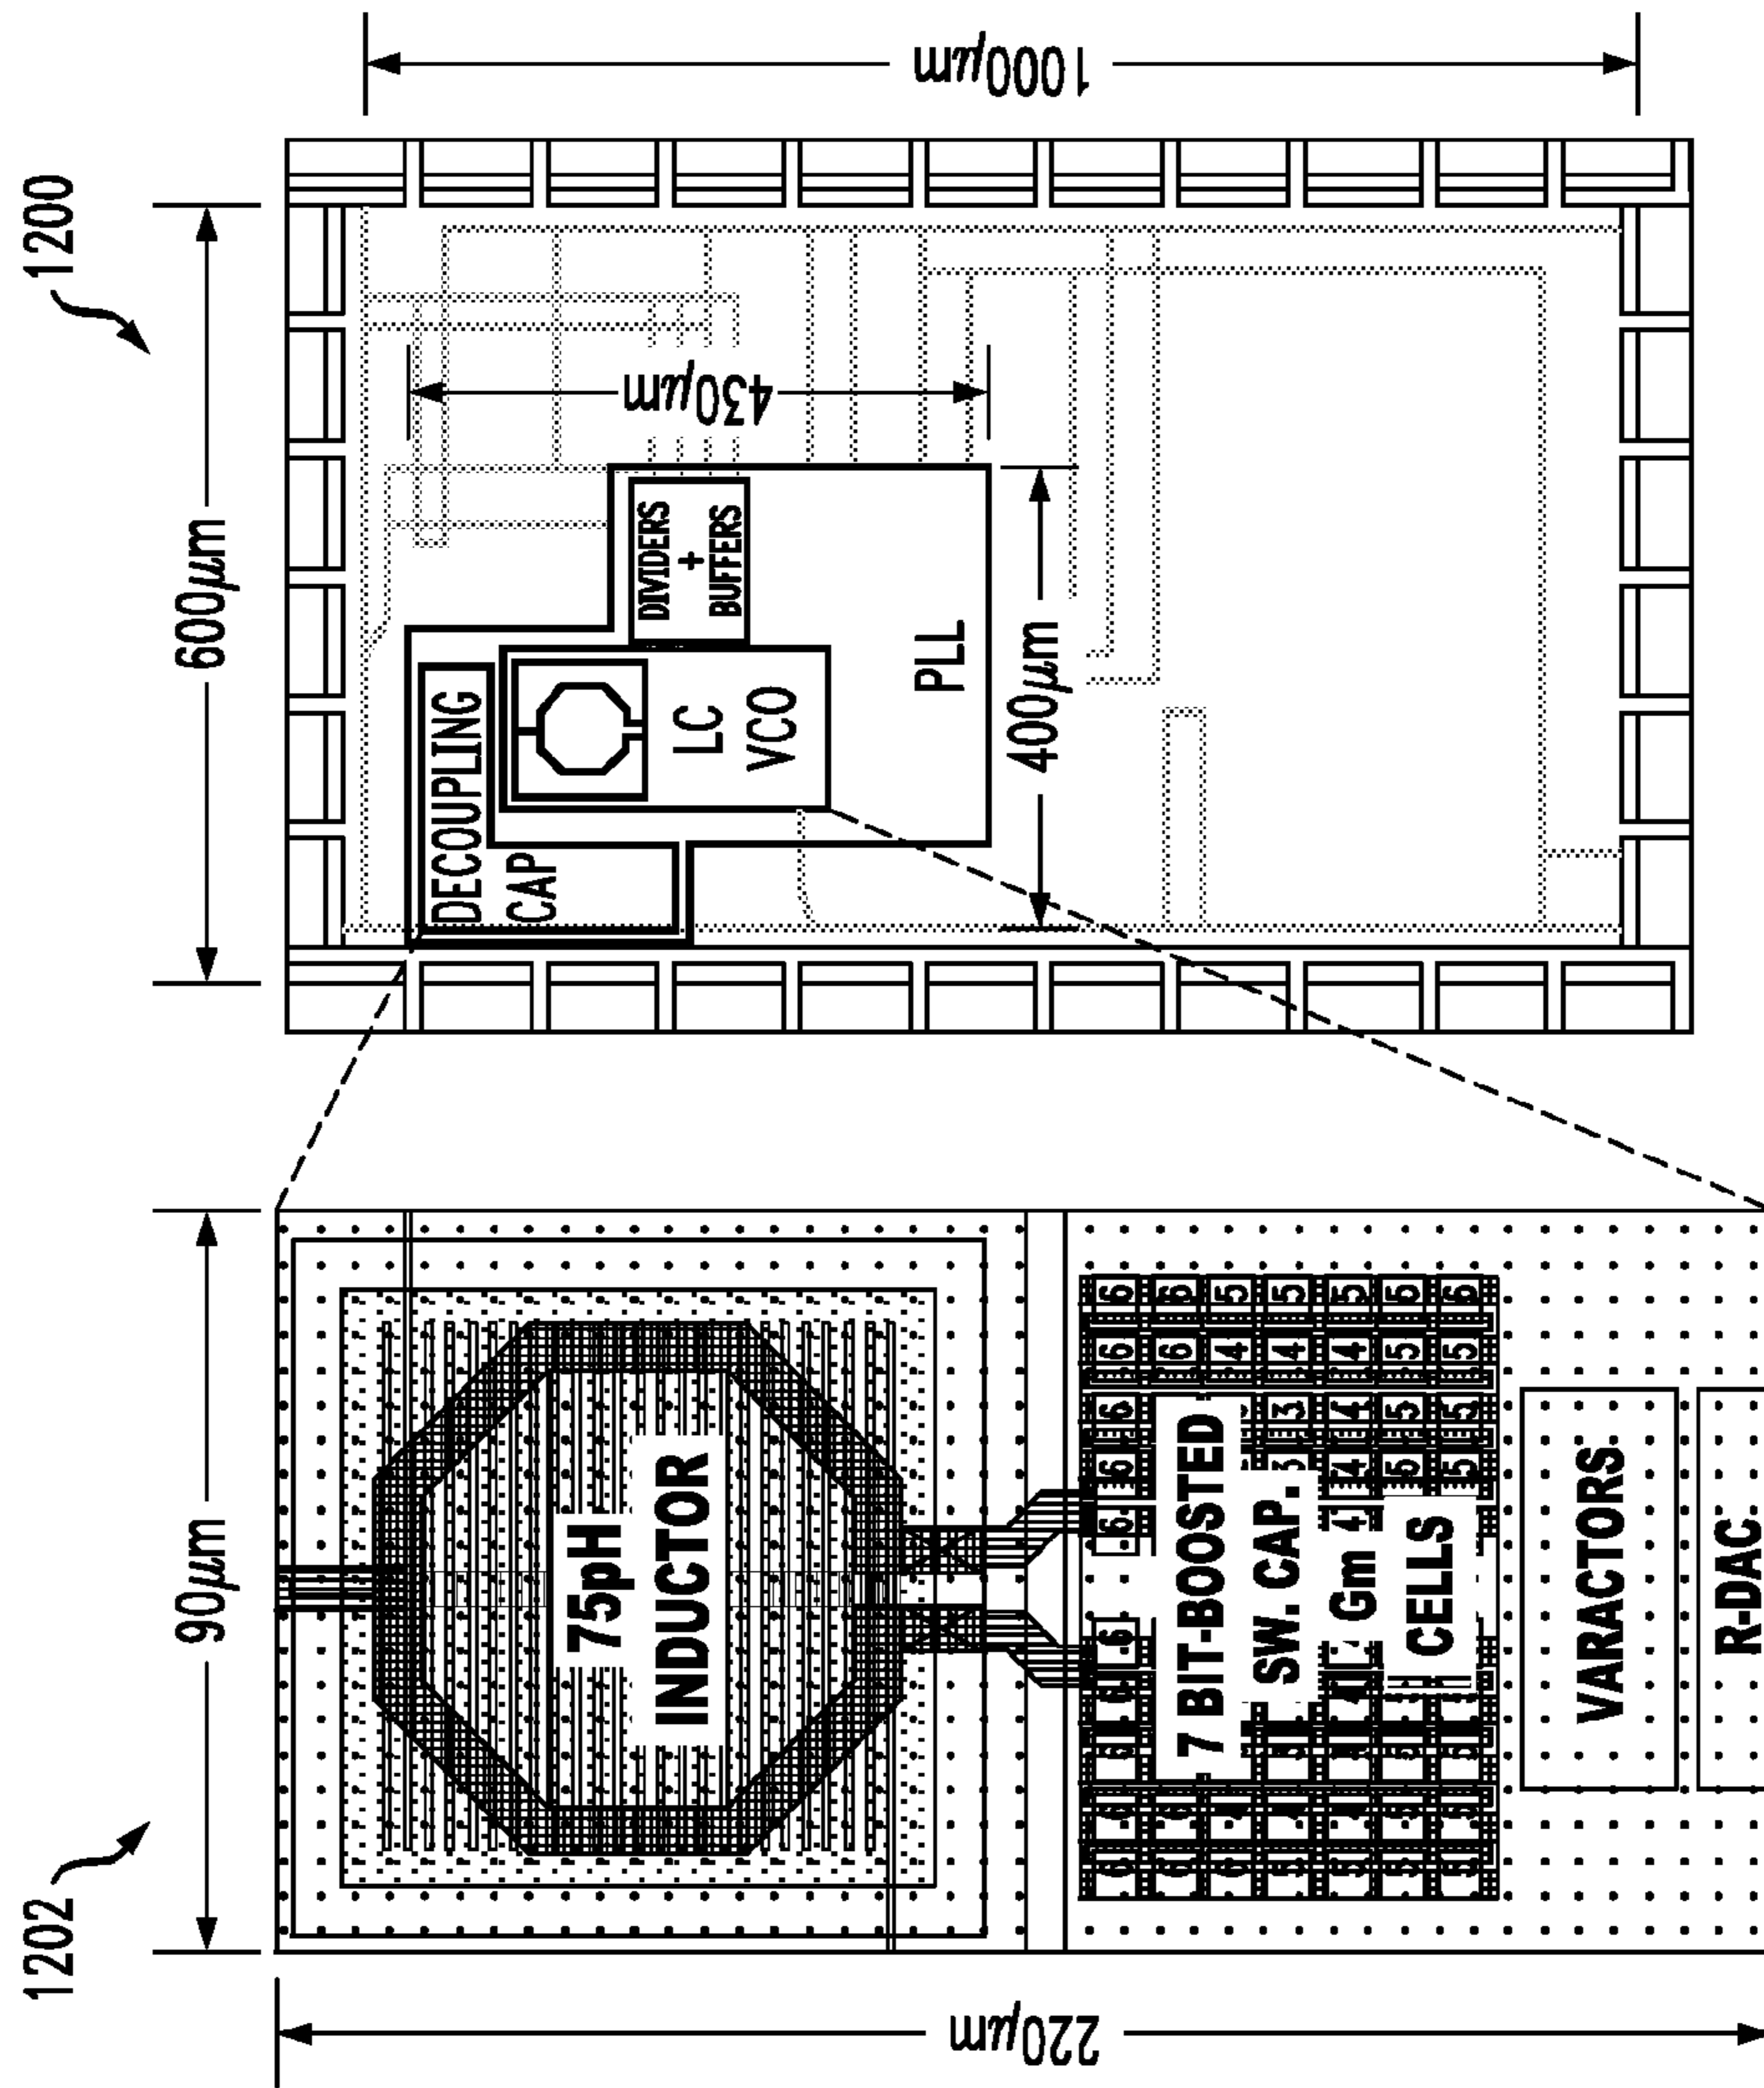 1202
90μm
220μm
75pH
INDUCTOR
7 BIT-BOOSTED
SW. CAP.
Gm
CELLS
VARACTORS
R-DAC
1200
600μm
1000μm
DECOUPLING
CAP
LC
VCO
DIVIDERS
+
BUFFERS
430μm
PLL
400μm